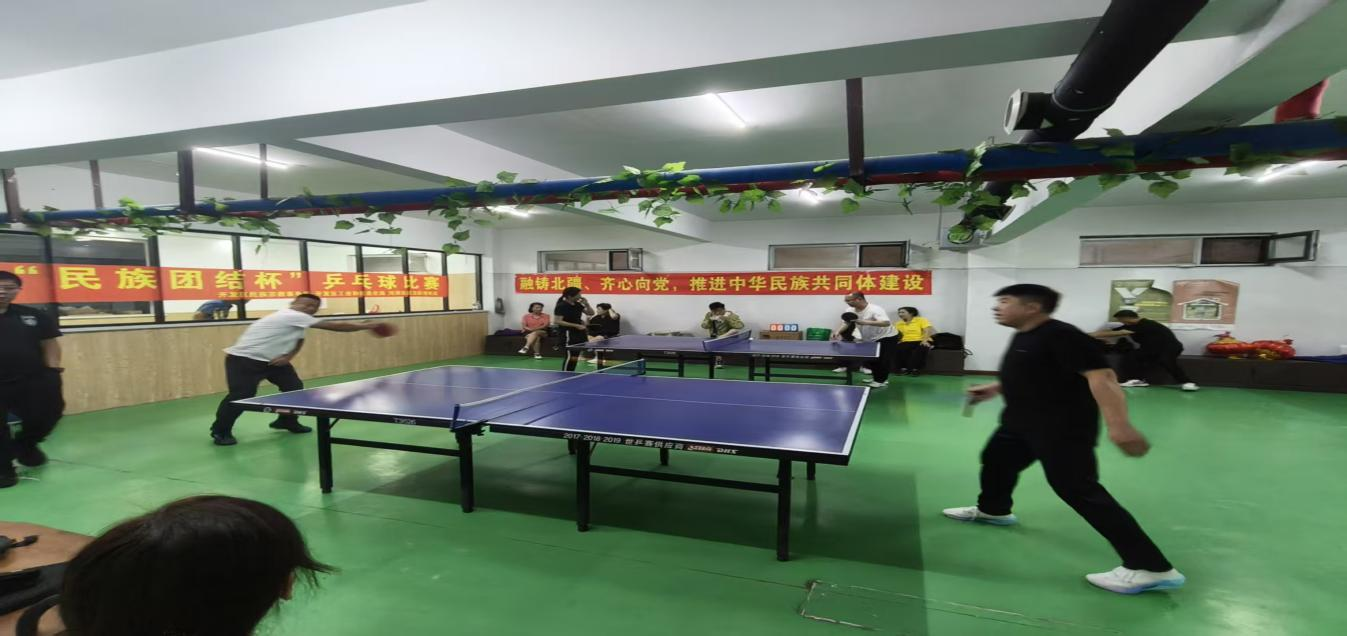 “民族团结杯”乒乓球比赛
融铸北疆、齐心向党，推进中华民族共同体建设
T3526
2017·2018·2019 世乒赛供应商
DHS